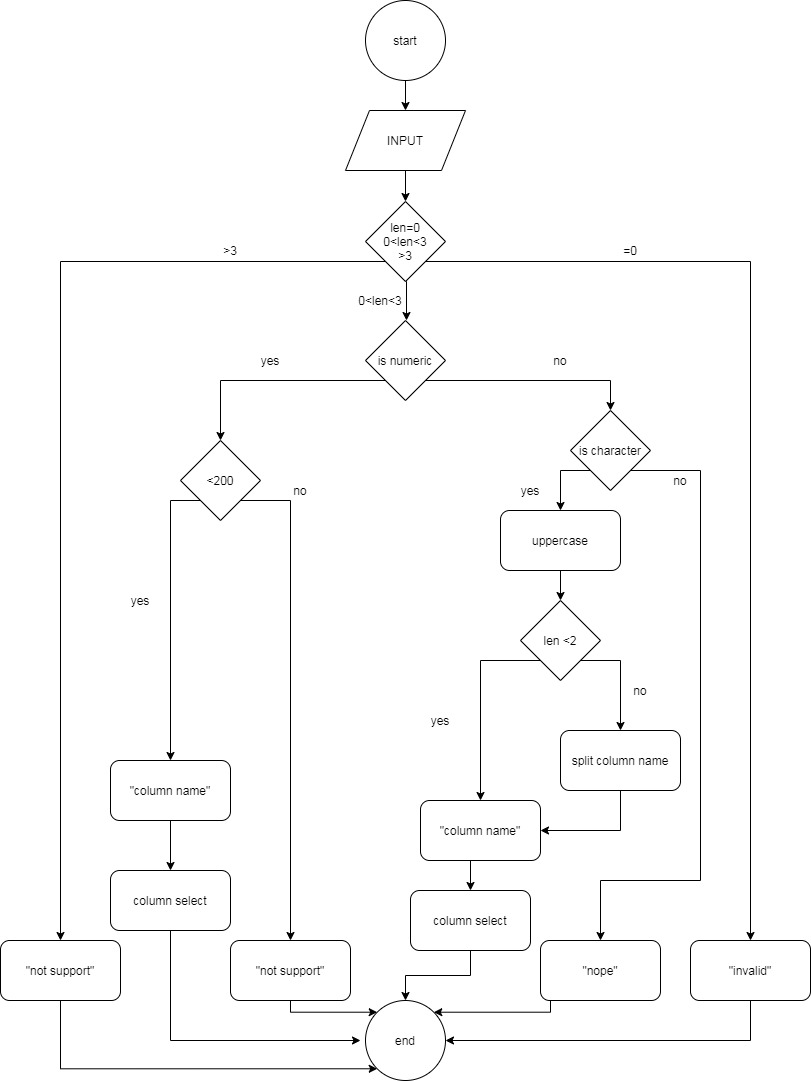 start
INPUT
len=0
0<len<3
>3
>3
=0
0<len<3
is numeric
yes
no
is character
<200
no
yes
no
uppercase
yes
len <2
no
yes
split column name
"column name"
"column name"
column select
column select
"not support"
"not support"
"nope"
"invalid"
end